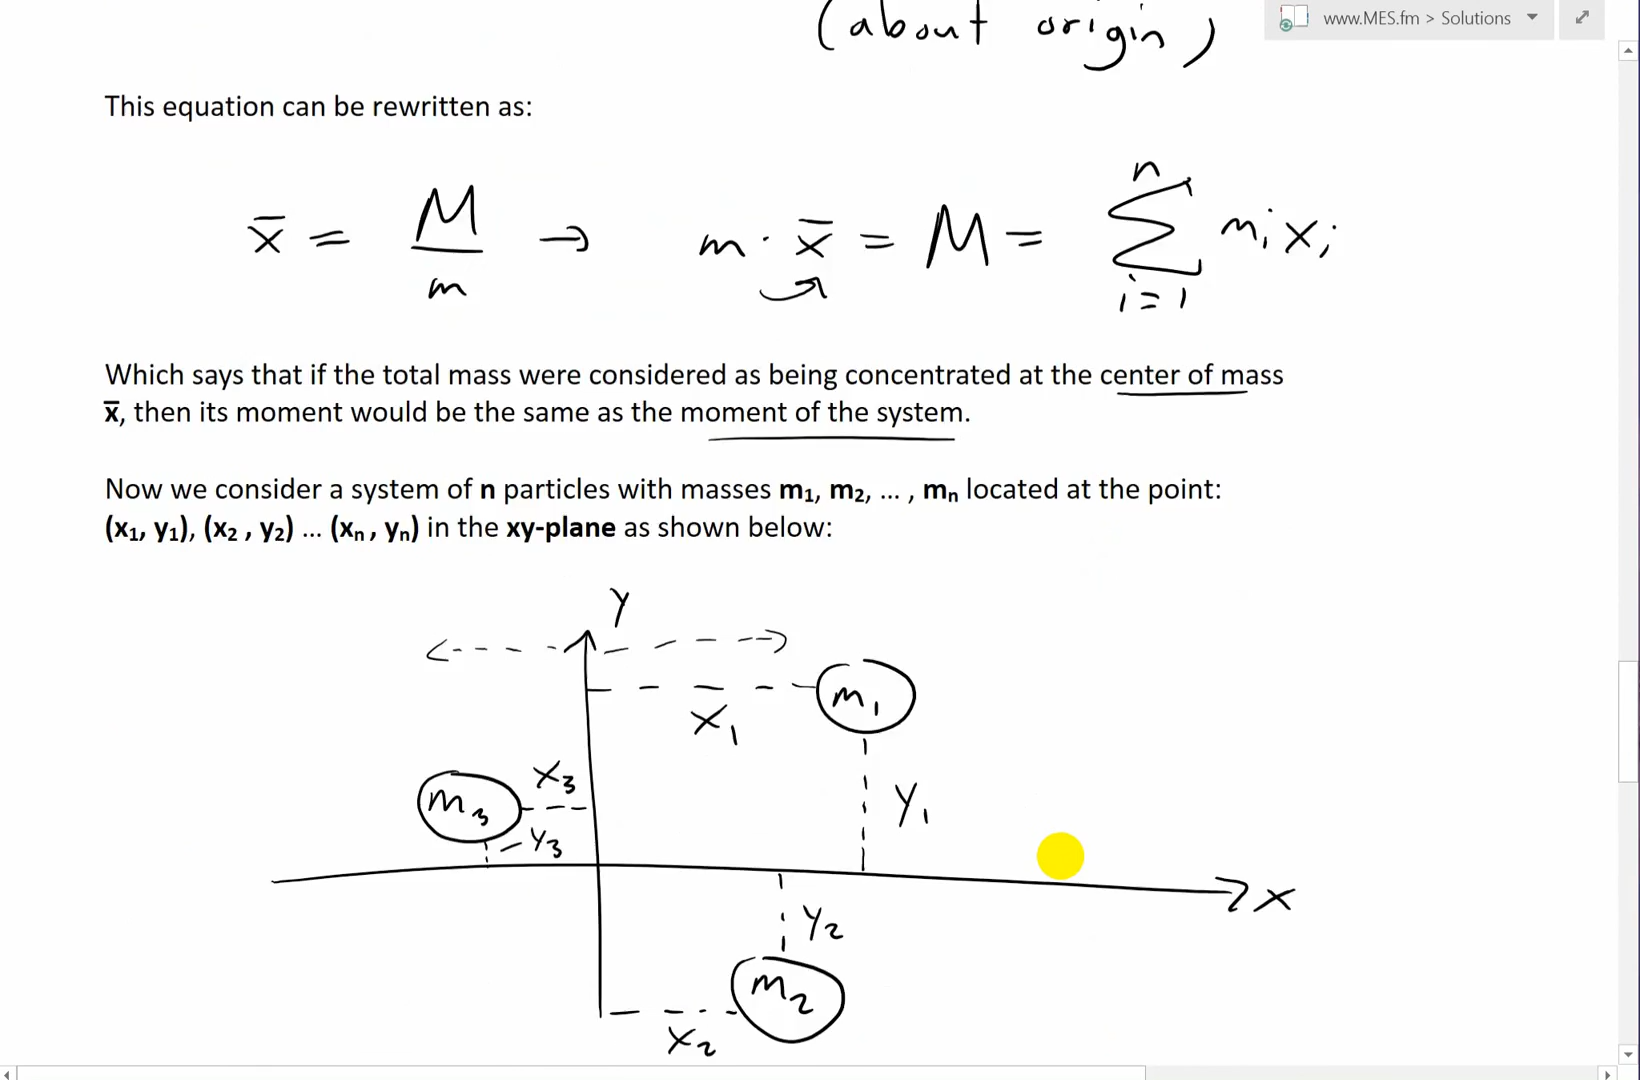 (about origin)
www.MES.fm > Solutions
This equation can be rewritten as:
x̄ = M/m → m · x̄ = M = ∑ᵢ₌₁ⁿ mᵢxᵢ
Which says that if the total mass were considered as being concentrated at the center of mass
x̄, then its moment would be the same as the moment of the system.
Now we consider a system of n particles with masses m₁, m₂, ... , mₙ located at the point:
(x₁, y₁), (x₂ , y₂) ... (xₙ , yₙ) in the xy-plane as shown below:
y
m₁
x₁
x₃
m₃
y₁
y₃
x
y₂
m₂
x₂